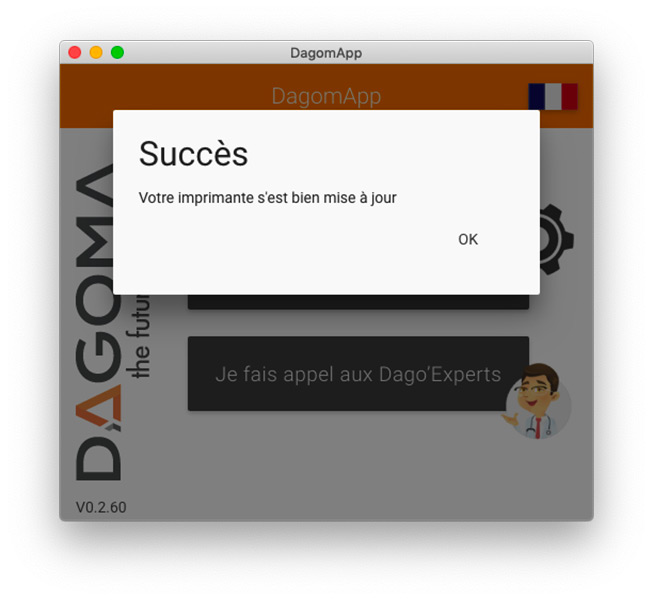 DagomApp
DagomApp
Succès
Votre imprimante s'est bien mise à jour
OK
DAGOMA
the futur
Je fais appel aux Dago'Experts
V0.2.60